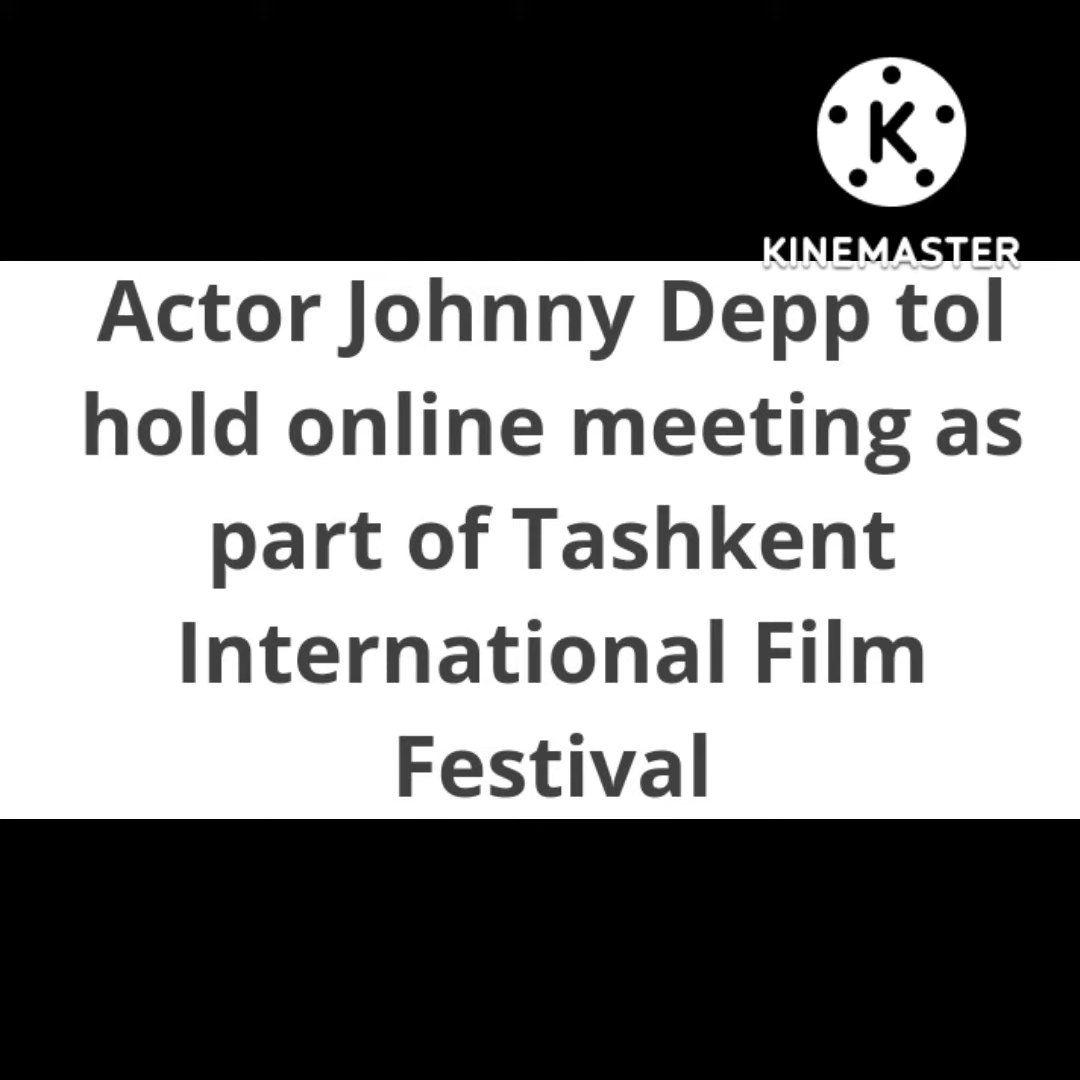 K
KINEMASTER
Actor Johnny Depp tol
hold online meeting as
part of Tashkent
International Film
Festival